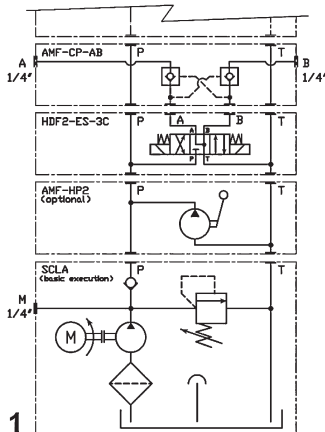 P T
AMF-CP-AB
A
1/4"
B
1/4"
HDF2-ES-3C
A B
A B
P T
AMF-HP2
(optional)
P T
SCLA
(basic execution)
P T
M
1/4"
M
1